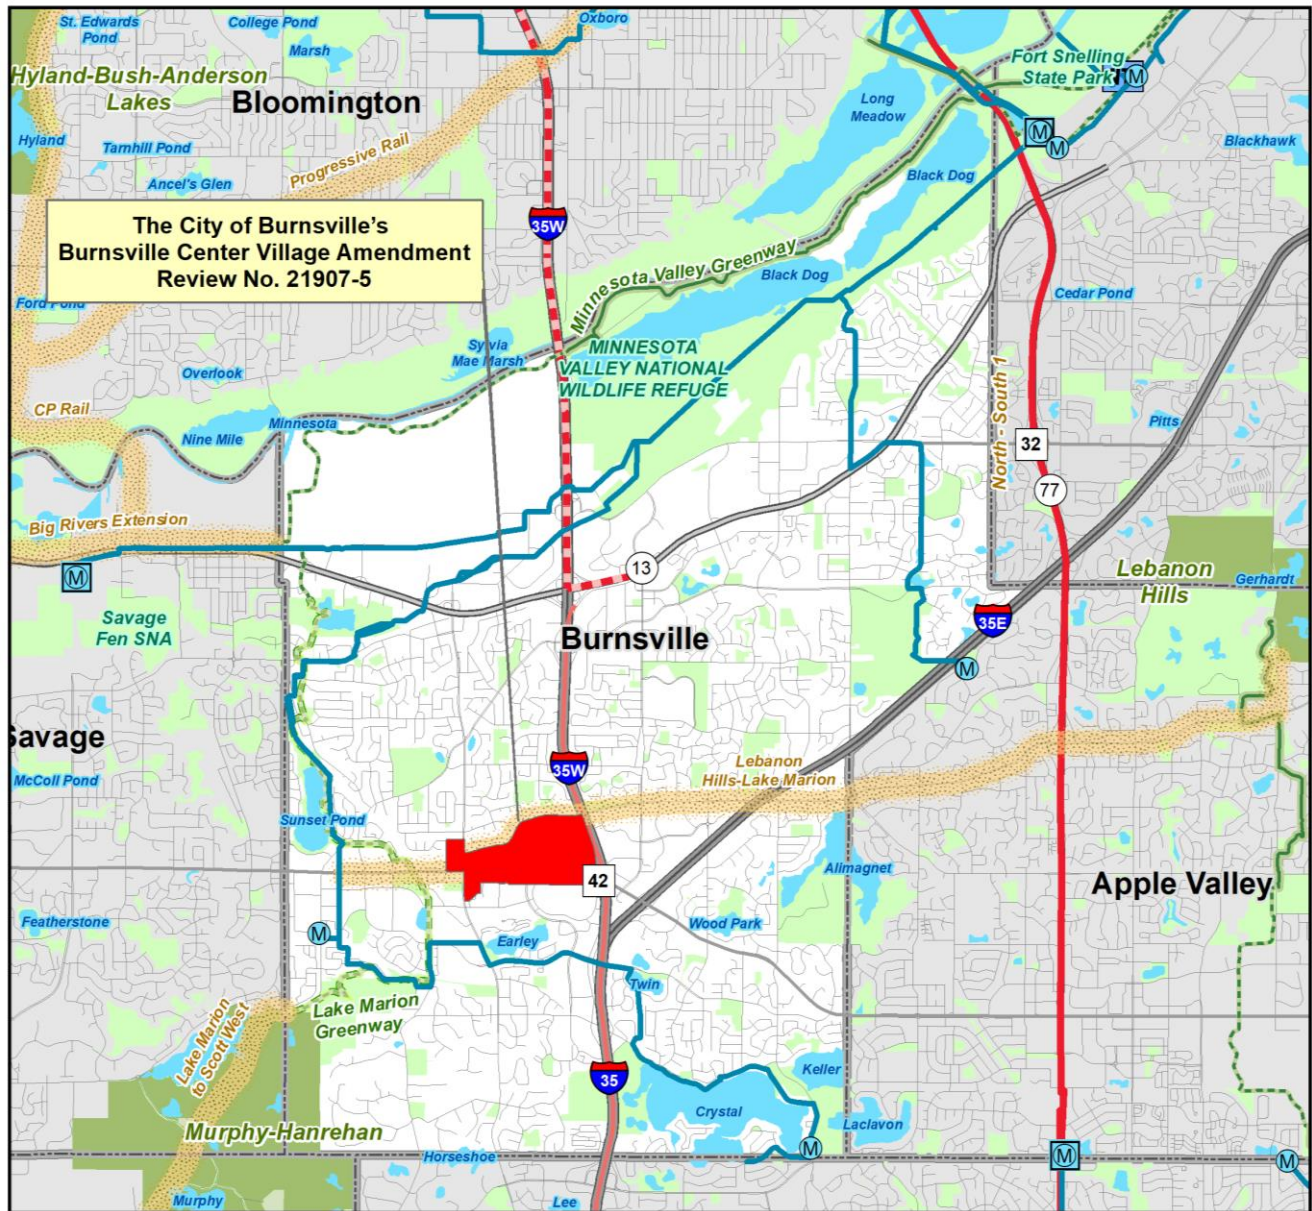 St. Edwards
Pond
College Pond
Oxboro
Marsh
Hyland-Bush-Anderson
Lakes
Bloomington
Fort Snelling
State Park
M
Long
Meadow
M
M
Hyland
Tarnhill Pond
Progressive Rail
Blackhawk
Ancel's Glen
Black Dog
The City of Burnsville's
Burnsville Center Village Amendment
Review No. 21907-5
35W
Minnesota Valley Greenway
Black Dog
Ford Pond
Cedar Pond
Sylvia
Mae Marsh
MINNESOTA
VALLEY NATIONAL
WILDLIFE REFUGE
Overlook
CP Rail
Minnesota
Nine Mile
Pitts
North - South 1
32
77
Big Rivers Extension
M
13
Lebanon
Hills
Gerhardt
Savage
Fen SNA
35E
Burnsville
M
Savage
35W
Lebanon
Hills-Lake Marion
McColl Pond
Sunset Pond
42
Alimagnet
Apple Valley
Featherstone
M
Earley
Wood Park
Twin
Lake Marion
Greenway
Lake Marion
to Scott West
35
Keller
Crystal
Laclavon
Murphy-Hanrehan
M
Horseshoe
M
M
Murphy
Lee